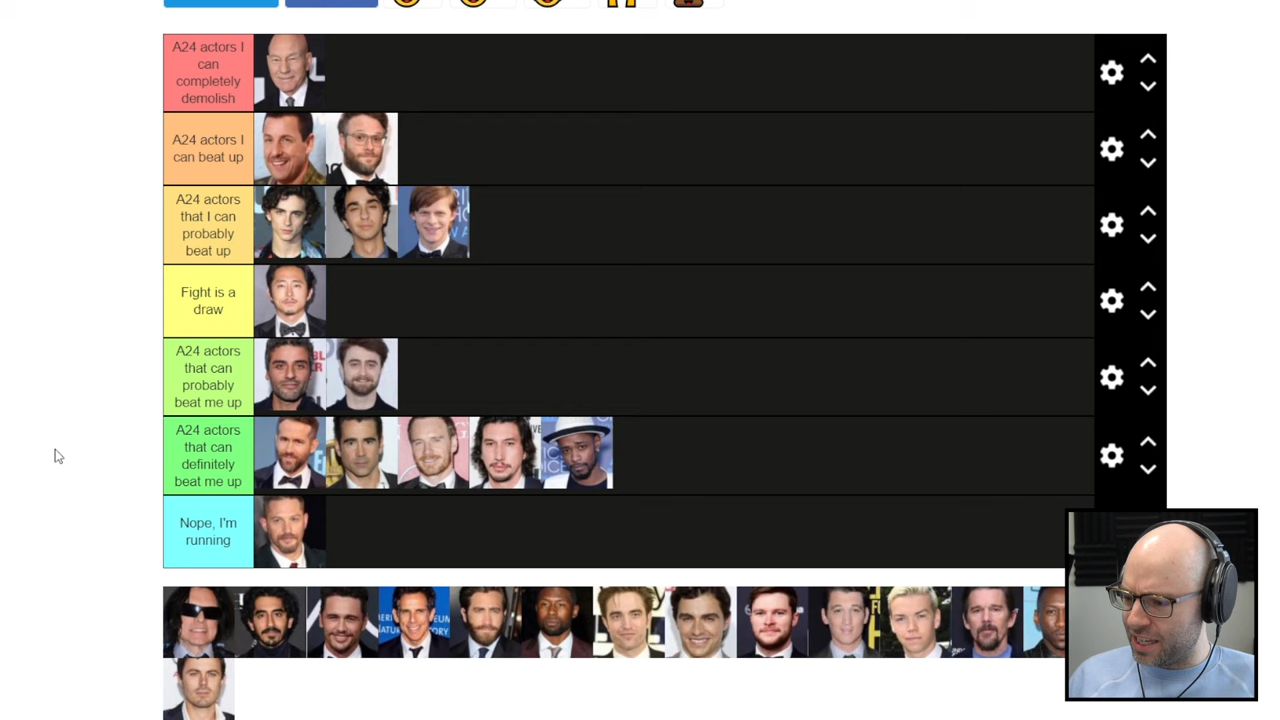 A24 actors I
can
completely
demolish
A24 actors I
can beat up
A24 actors
that I can
probably
beat up
Fight is a
draw
A24 actors
that can
probably
beat me up
A24 actors
that can
definitely
beat me up
Nope, I'm
running